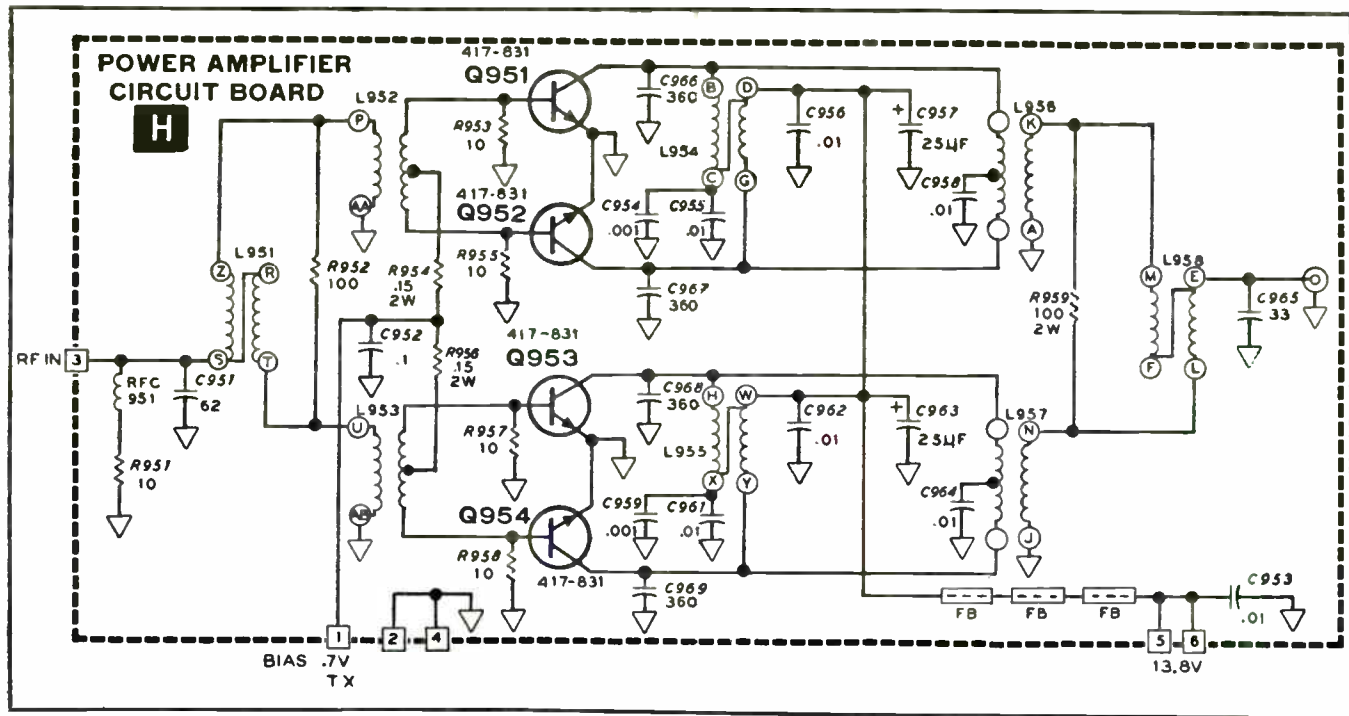 POWER AMPLIFIER
CIRCUIT BOARD
H
417-831
Q951
417-831
Q952
417-831
Q953
Q954
417-831
L952
P
AA
R953
10
R955
10
C966
360
B
D
L954
C
G
C954
.001
C955
.01
C956
.01
+
C957
25µF
C958
.01
L956
K
A
C967
360
L951
Z
R
S
T
R952
100
R954
.15
2W
C952
.1
R956
.15
2W
RF IN
3
RFC
951
C951
62
R951
10
L953
U
AB
R957
10
R958
10
C968
360
H
W
L955
X
Y
C959
.001
C961
.01
C962
.01
+
C963
25µF
C964
.01
L957
N
J
C969
360
R959
100
2W
L958
M
E
F
L
C965
33
FB
FB
FB
C953
.01
1
2
4
5
6
BIAS .7V
TX
13.8V